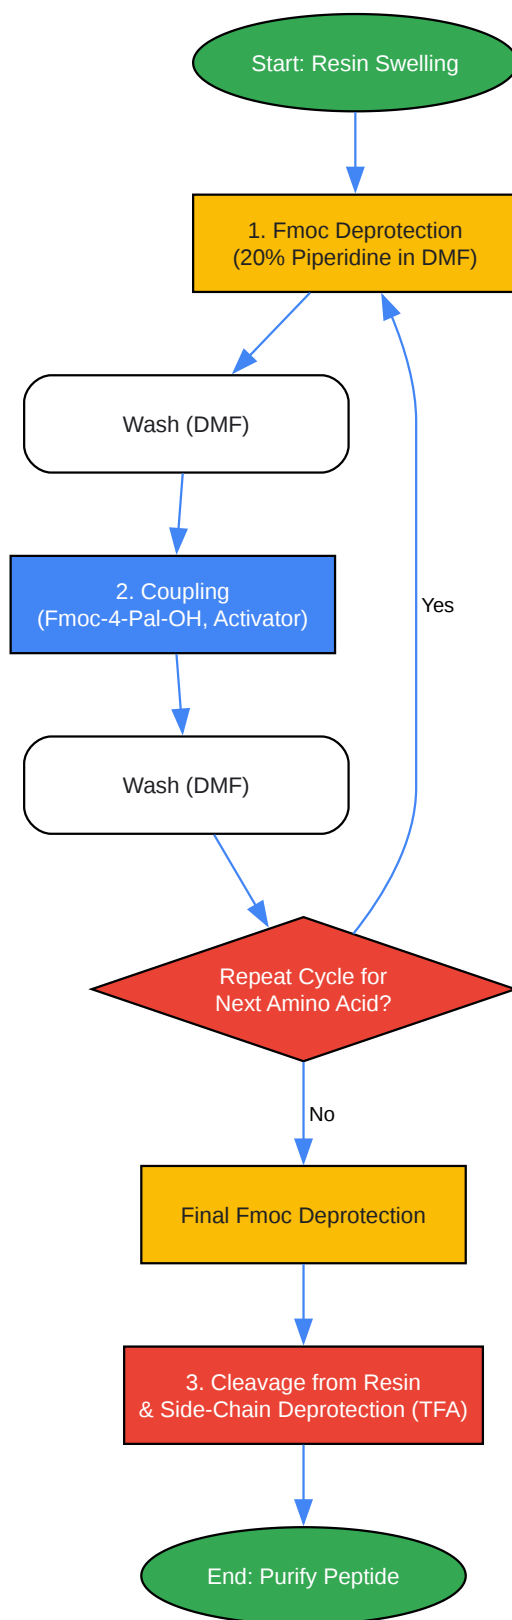 Start: Resin Swelling
1. Fmoc Deprotection
(20% Piperidine in DMF)
Wash (DMF)
2. Coupling
(Fmoc-4-Pal-OH, Activator)
Yes
Wash (DMF)
Repeat Cycle for
Next Amino Acid?
No
Final Fmoc Deprotection
3. Cleavage from Resin
& Side-Chain Deprotection (TFA)
End: Purify Peptide